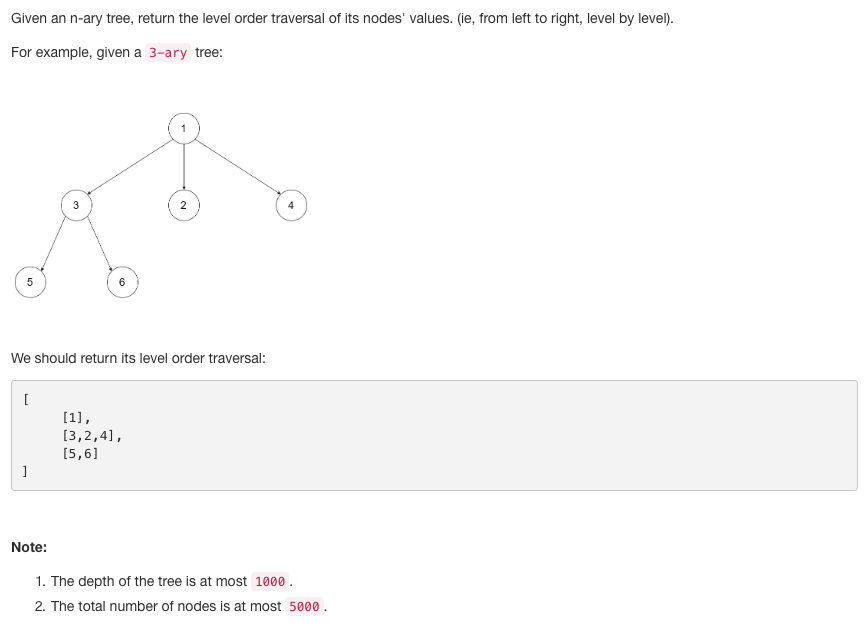 Given an n-ary tree, return the level order traversal of its nodes' values. (ie, from left to right, level by level).
For example, given a 3-ary tree:
1
3 2 4
5 6
We should return its level order traversal:
[
[1],
[3,2,4],
[5,6]
]
Note:
1. The depth of the tree is at most 1000.
2. The total number of nodes is at most 5000.